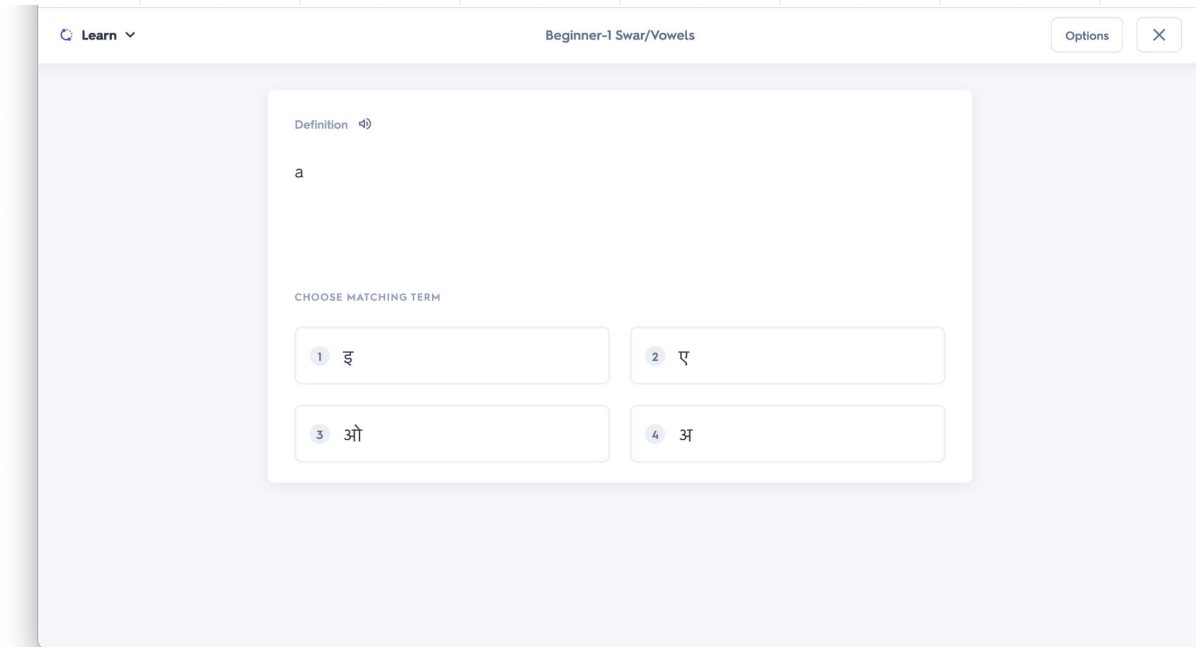 Learn
Beginner-1 Swar/Vowels
Options
Definition
a
CHOOSE MATCHING TERM
1 इ
2 ए
3 ओ
4 अ